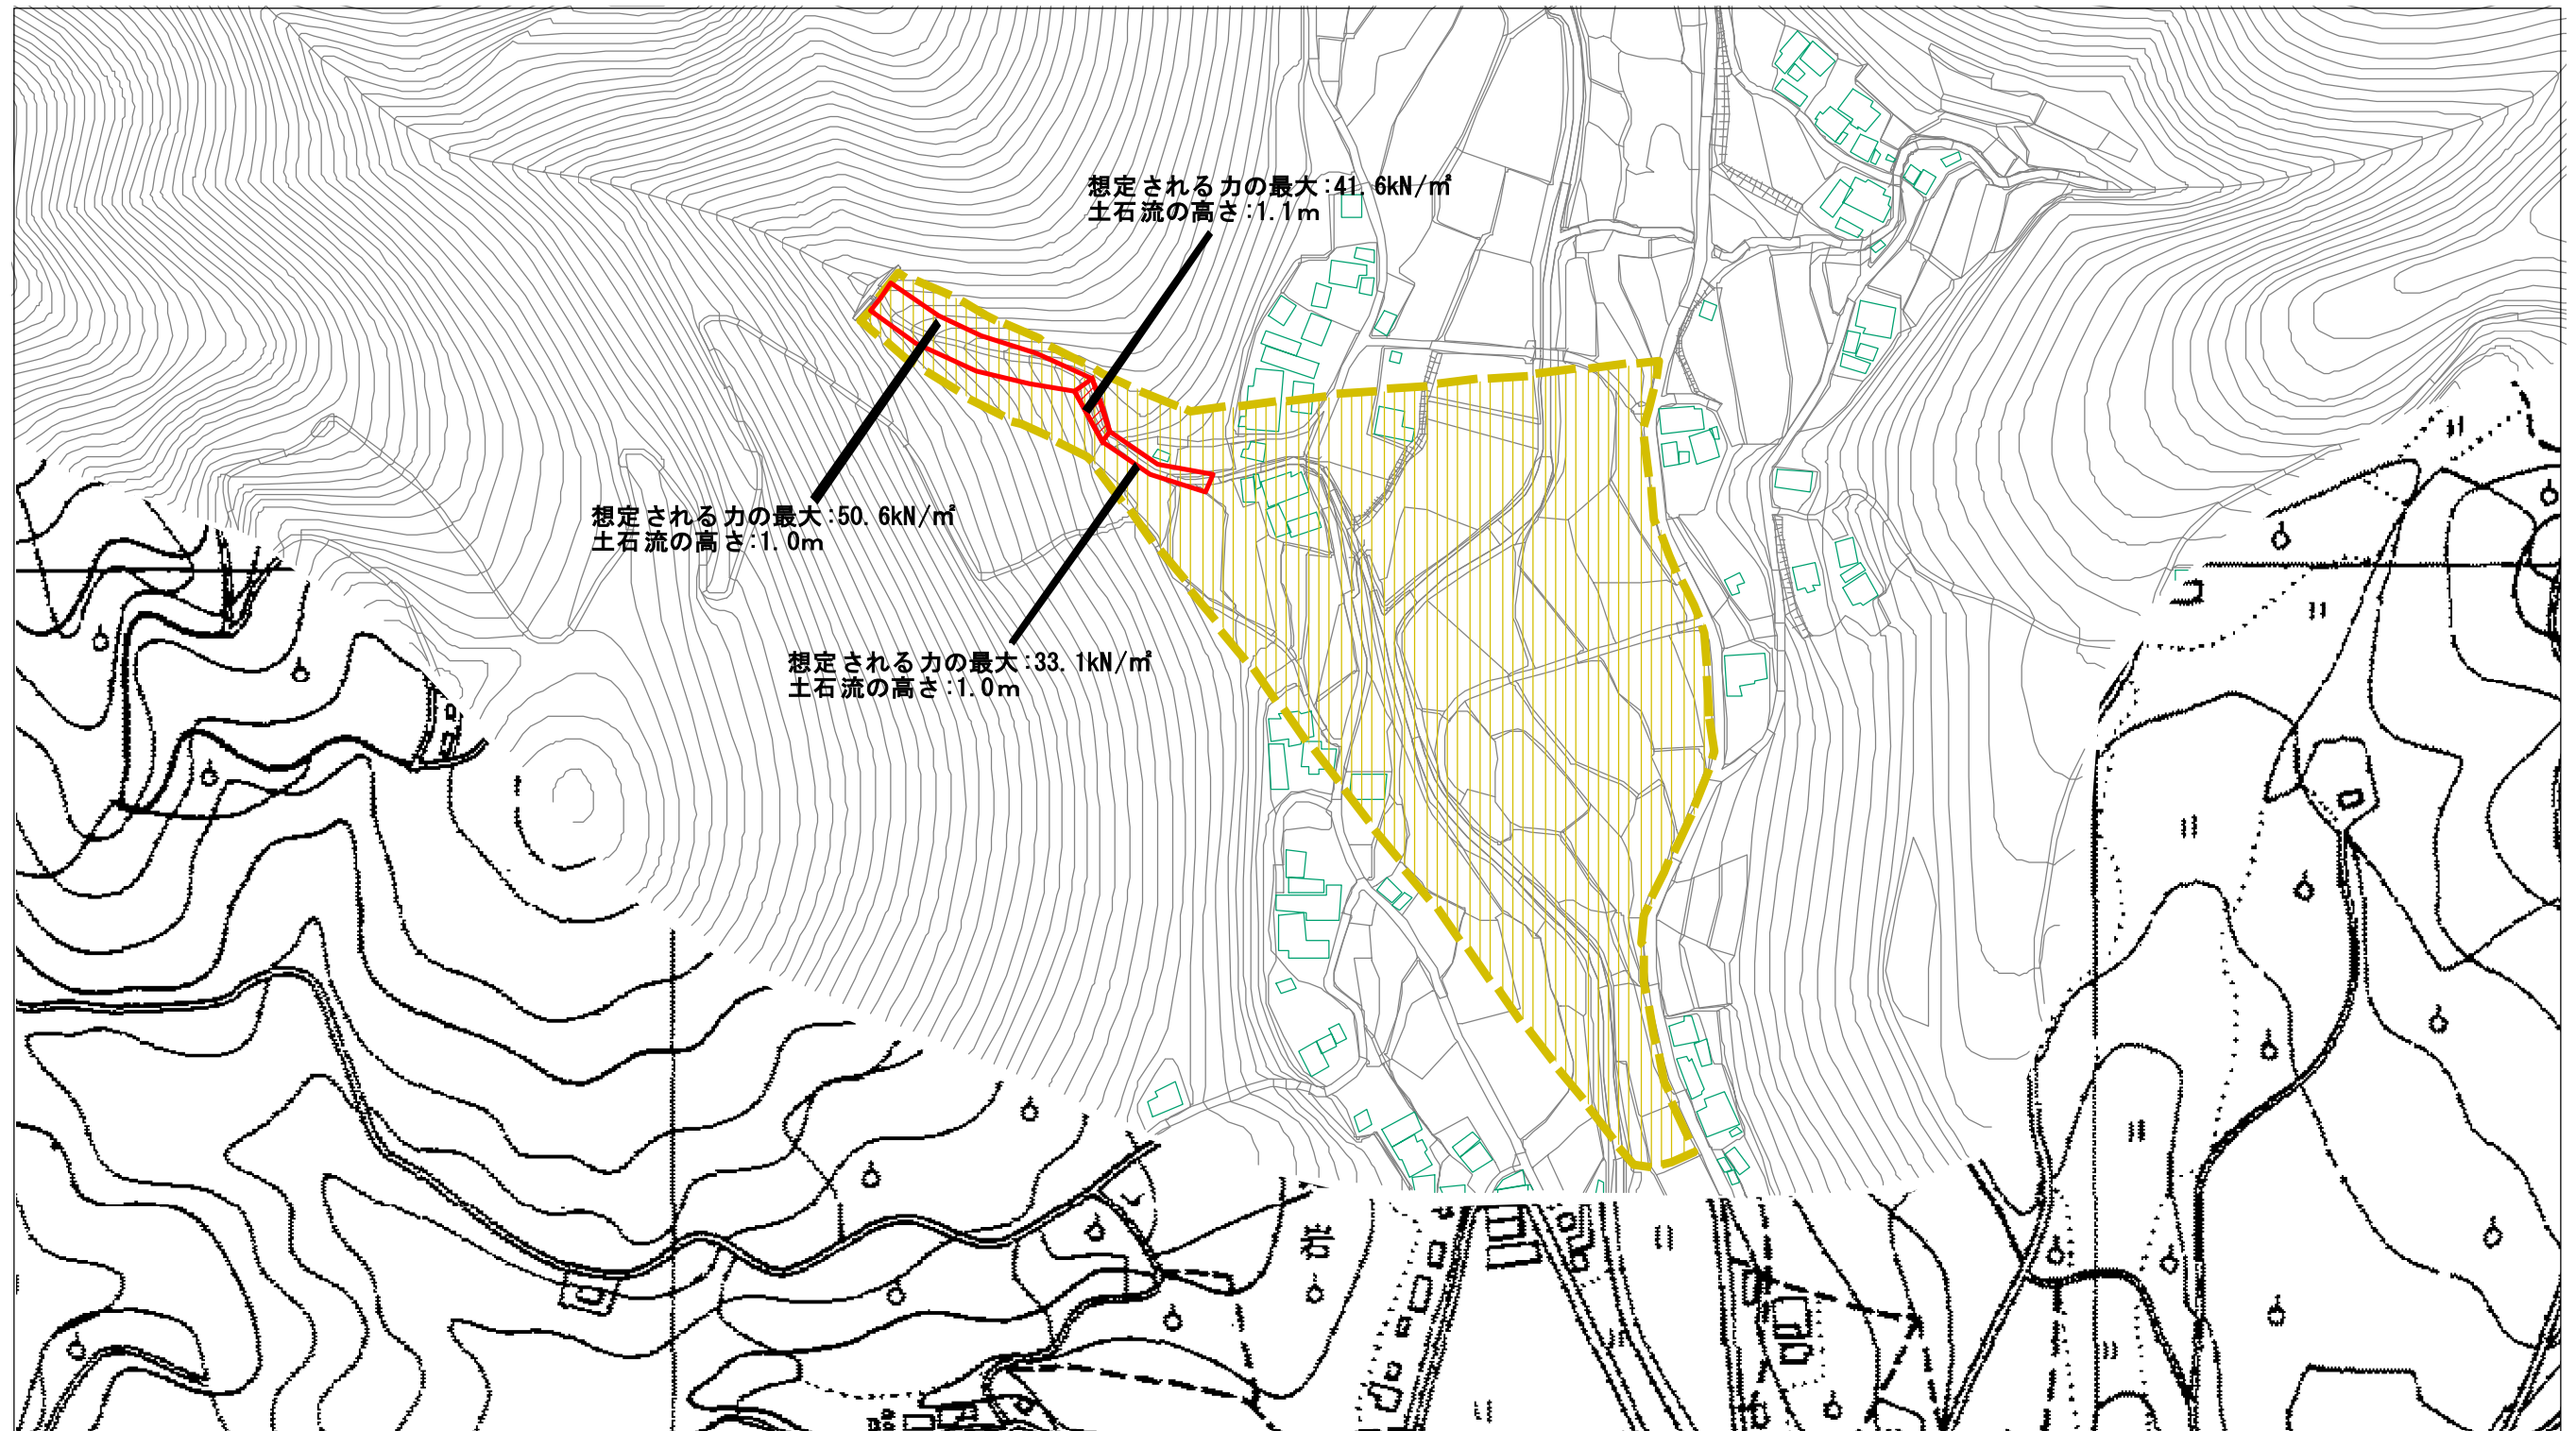 想定される力の最大:41.6kN/㎡
土石流の高さ:1.1m
想定される力の最大:50.6kN/㎡
土石流の高さ:1.0m
想定される力の最大:33.1kN/㎡
土石流の高さ:1.0m
岩